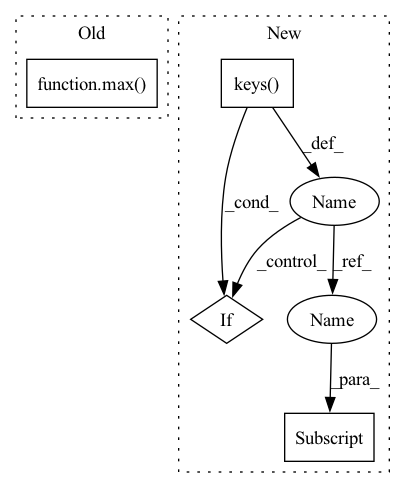 Old
New
function.max()
keys()
_def_
Name
_cond_
_control_
_ref_
If
Name
_para_
Subscript